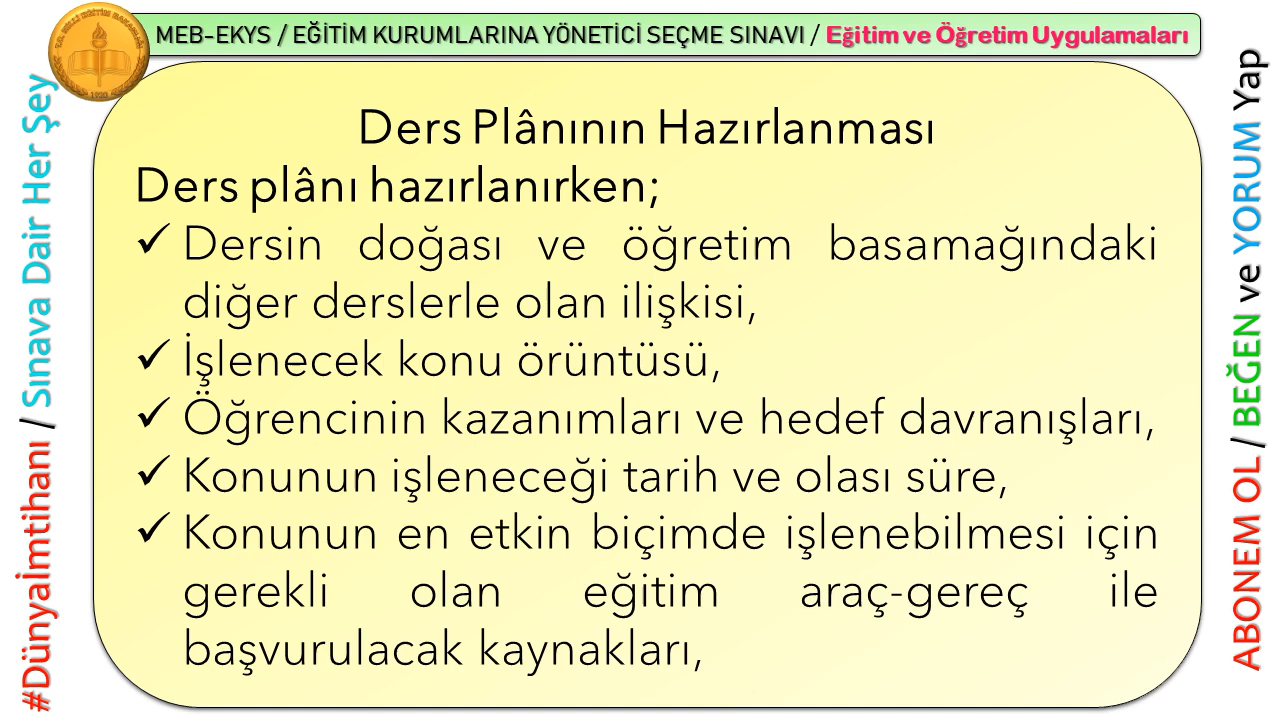 MEB-EKYS / EĞİTİM KURUMLARINA YÖNETİCİ SEÇME SINAVI / Eğitim ve Öğretim Uygulamaları
#Dünyaİmtihanı / Sınava Dair Her Şey
Ders Plânının Hazırlanması
Ders plânı hazırlanırken;
✓ Dersin doğası ve öğretim basamağındaki
diğer derslerle olan ilişkisi,
✓ İşlenecek konu örüntüsü,
✓ Öğrencinin kazanımları ve hedef davranışları,
✓ Konunun işleneceği tarih ve olası süre,
✓ Konunun en etkin biçimde işlenebilmesi için
gerekli olan eğitim araç-gereç ile
başvurulacak kaynakları,
ABONEM OL / BEĞEN ve YORUM Yap